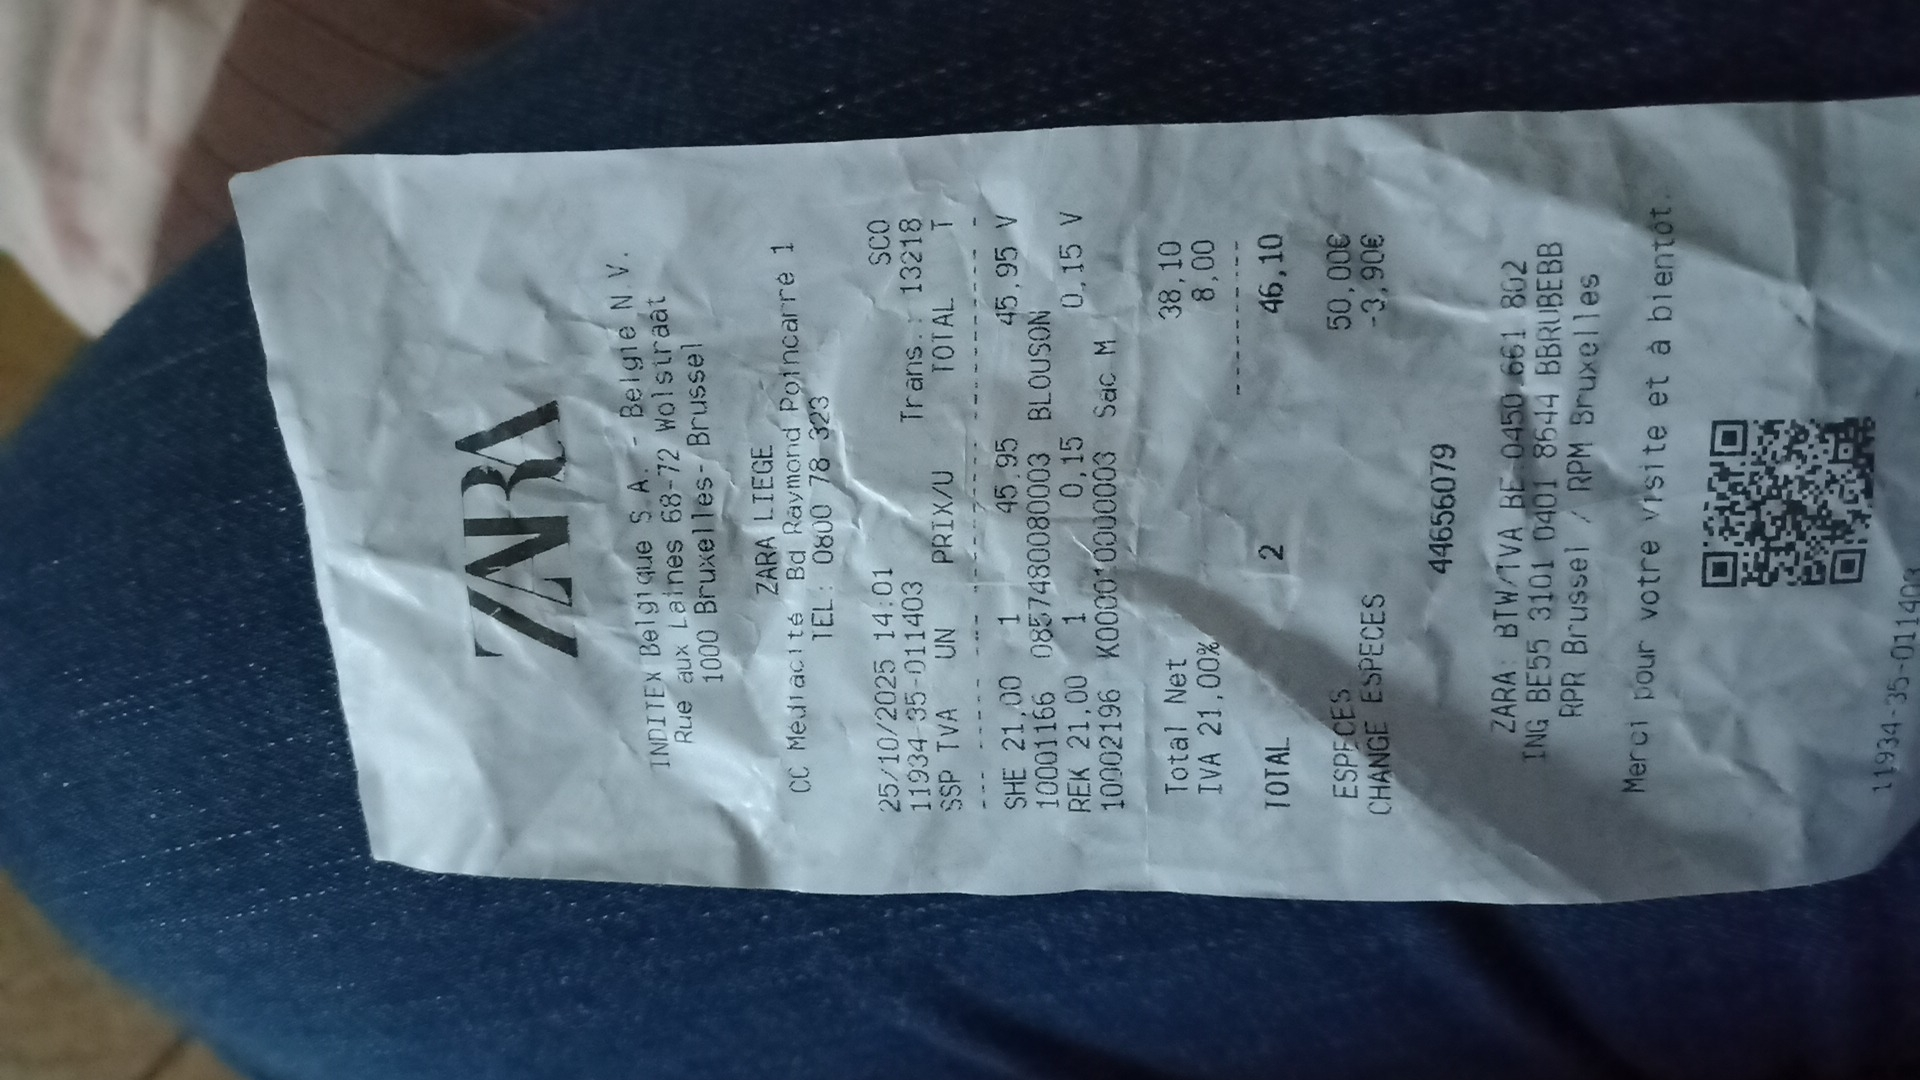 ZARA
INDITEX Belgique S.A. - Belgie N.V.
Rue aux Laines 68-72 Wolstraat
1000 Bruxelles - Brussel
ZARA LIEGE
CC Mediacité Bd Raymond Poincarré 1
TEL: 0800 78 323
25/10/2025 14:01 SCO
11934-35-011403 Trans.: 13218
SSP TVA UN PRIX/U TOTAL T
SHE 21,00 1 45,95 45,95 V
10001166 08574800800003 BLOUSON
REK 21,00 1 0,15 0,15 V
10002196 K0000100000003 Sac M
Total Net 38,10
IVA 21,00% 8,00
TOTAL 2 46,10
ESPECES 50,00€
CHANGE ESPECES -3,90€
44656079
ZARA: BTW/TVA BE 0450.661 802
ING BE55 3101 0401 8644 BBRUBEBB
RPR Brussel / RPM Bruxelles
Merci pour votre visite et à bientôt.